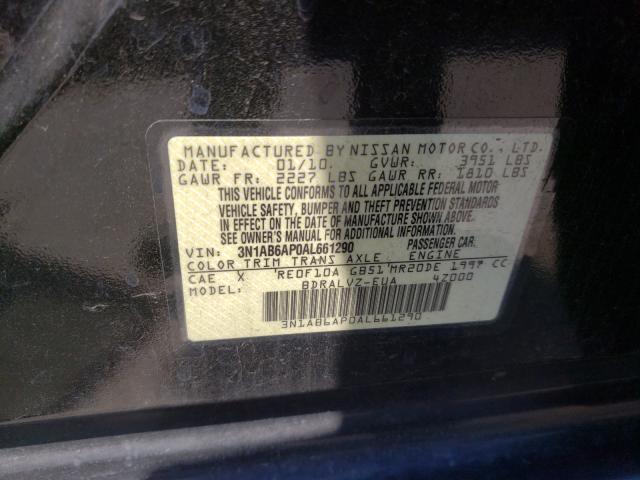 MANUFACTURED BY NISSAN MOTOR CO., LTD.
DATE: 01/10 GVWR: 3951 LBS
GAWR FR: 2227 LBS GAWR RR: 1810 LBS
THIS VEHICLE CONFORMS TO ALL APPLICABLE FEDERAL MOTOR
VEHICLE SAFETY, BUMPER AND THEFT PREVENTION STANDARDS
IN EFFECT ON THE DATE OF MANUFACTURE SHOWN ABOVE.
SEE OWNER'S MANUAL FOR ADDITIONAL INFORMATION.
VIN: 3N1AB6AP0AL661290 PASSENGER CAR.
COLOR TRIM TRANS AXLE ENGINE
CAE X RE0F10A GB51 MR20DE 1997 CC
MODEL: BDRALVZ-EUA 47000
3N1AB6AP0AL661290